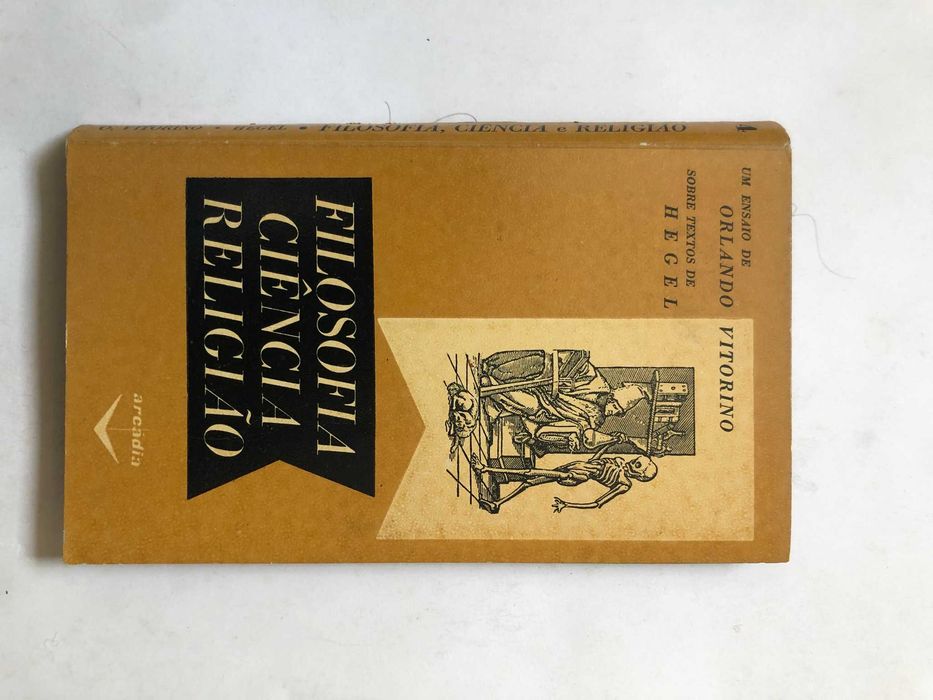 O. VITORINO • HEGEL • FILOSOFIA, CIÊNCIA e RELIGIÃO 4
UM ENSAIO DE
ORLANDO VITORINO
SOBRE TEXTOS DE
HEGEL
FILOSOFIA
CIÊNCIA
RELIGIÃO
arcádia